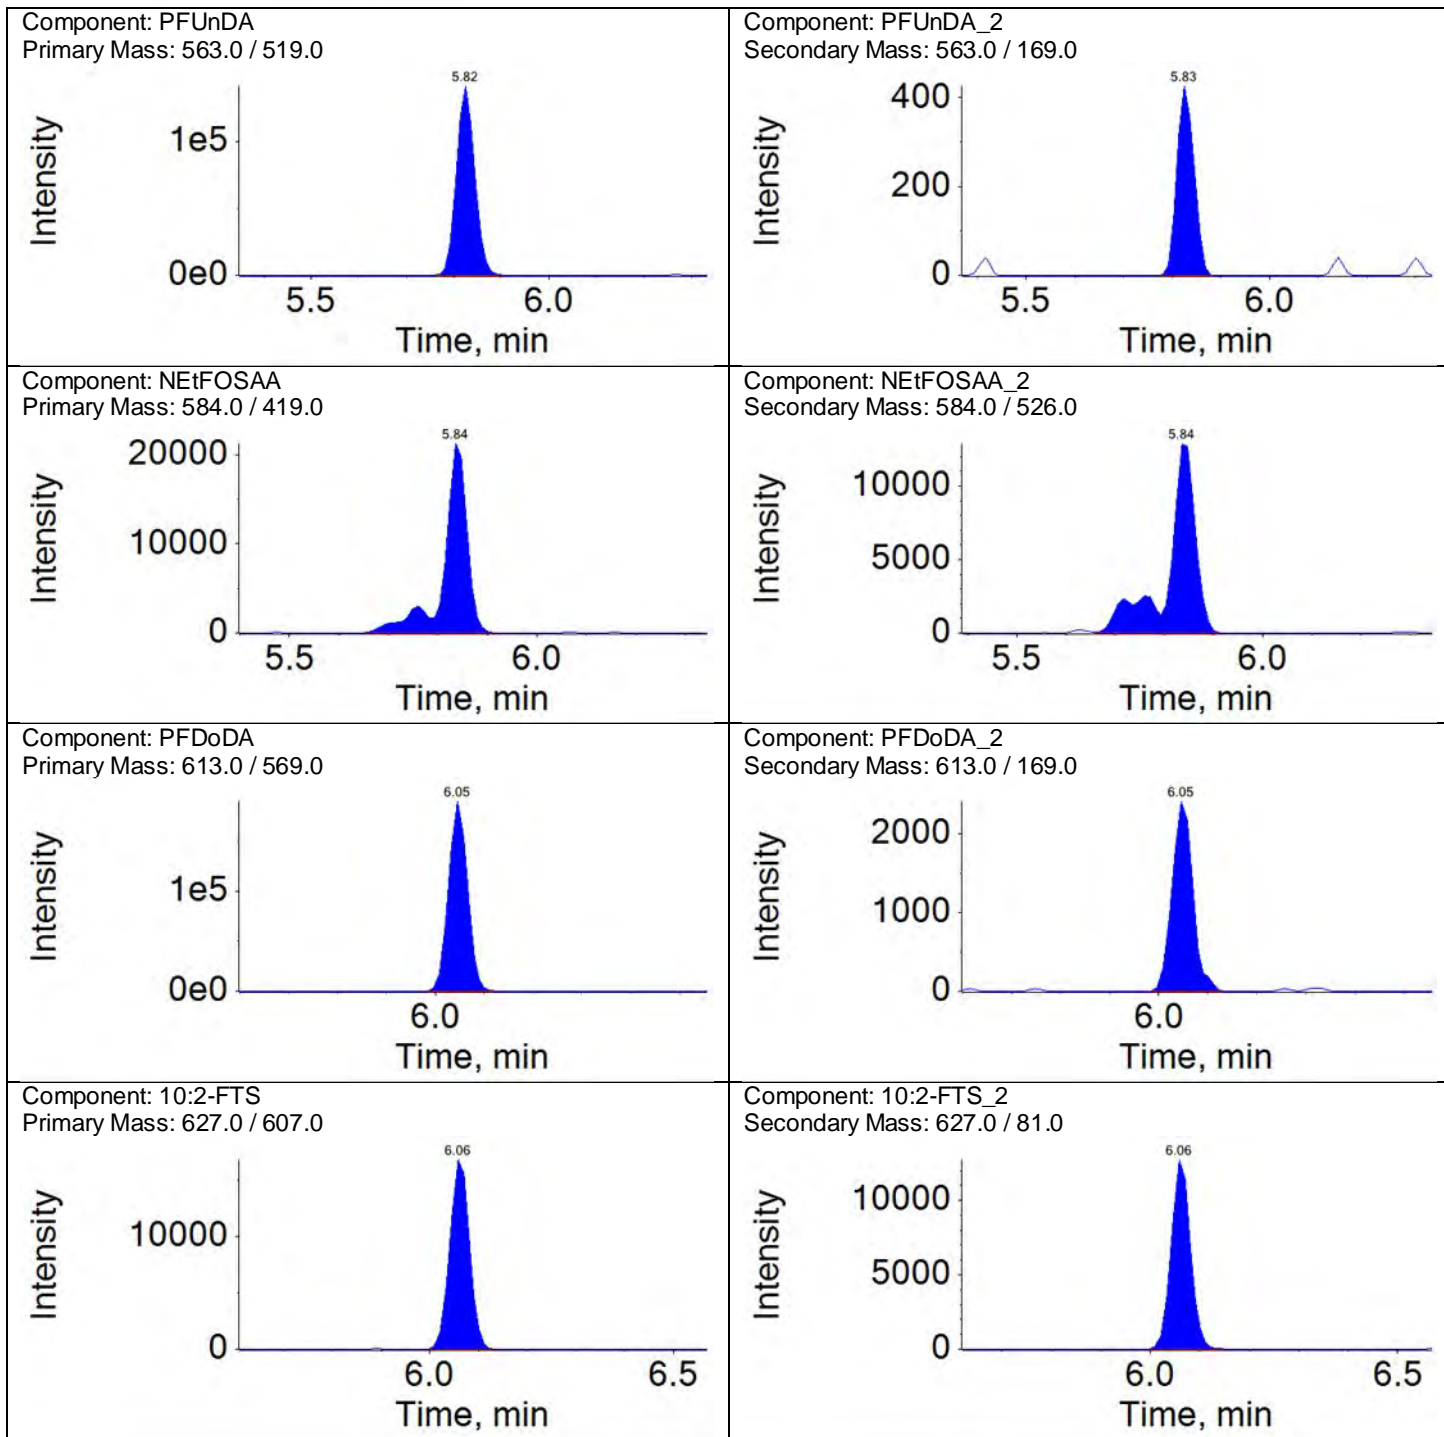 Component: PFUnDA
Primary Mass: 563.0 / 519.0
5.82
Intensity
1e5
0e0
5.5
6.0
Time, min
Component: PFUnDA_2
Secondary Mass: 563.0 / 169.0
5.83
Intensity
400
200
0
5.5
6.0
Time, min
Component: NEtFOSAA
Primary Mass: 584.0 / 419.0
5.84
Intensity
20000
10000
0
5.5
6.0
Time, min
Component: NEtFOSAA_2
Secondary Mass: 584.0 / 526.0
5.84
Intensity
10000
5000
0
5.5
6.0
Time, min
Component: PFDoDA
Primary Mass: 613.0 / 569.0
6.05
Intensity
1e5
0e0
6.0
Time, min
Component: PFDoDA_2
Secondary Mass: 613.0 / 169.0
6.05
Intensity
2000
1000
0
6.0
Time, min
Component: 10:2-FTS
Primary Mass: 627.0 / 607.0
6.06
Intensity
10000
0
6.0
6.5
Time, min
Component: 10:2-FTS_2
Secondary Mass: 627.0 / 81.0
6.06
Intensity
10000
5000
0
6.0
6.5
Time, min